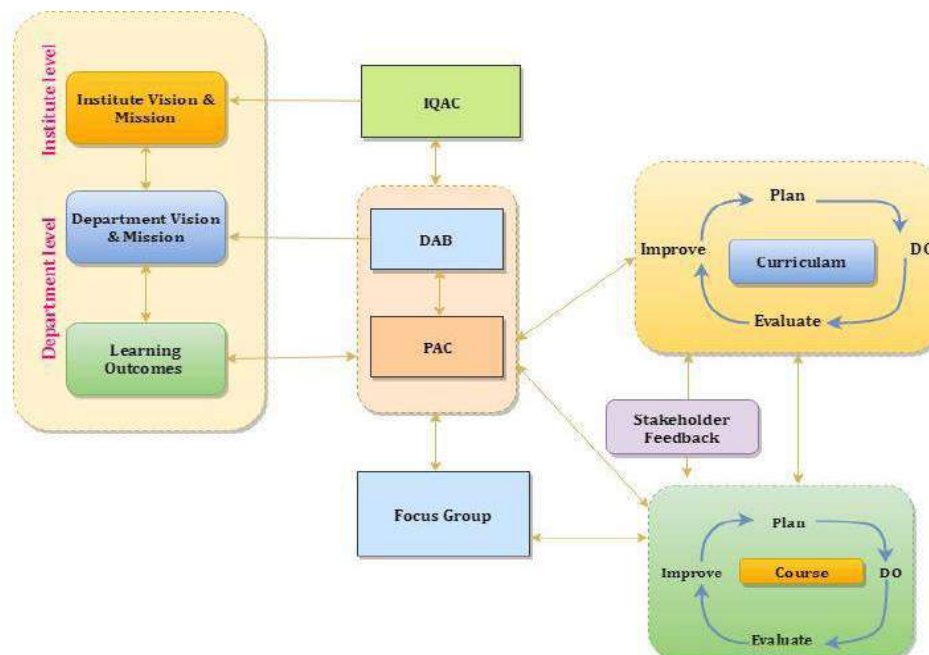 Institute level
Institute Vision &
Mission
IQAC
Department level
Department Vision
& Mission
DAB
Learning
Outcomes
PAC
Focus Group
Plan
DO
Evaluate
Improve
Curriculam
Stakeholder
Feedback
Plan
DO
Evaluate
Improve
Course